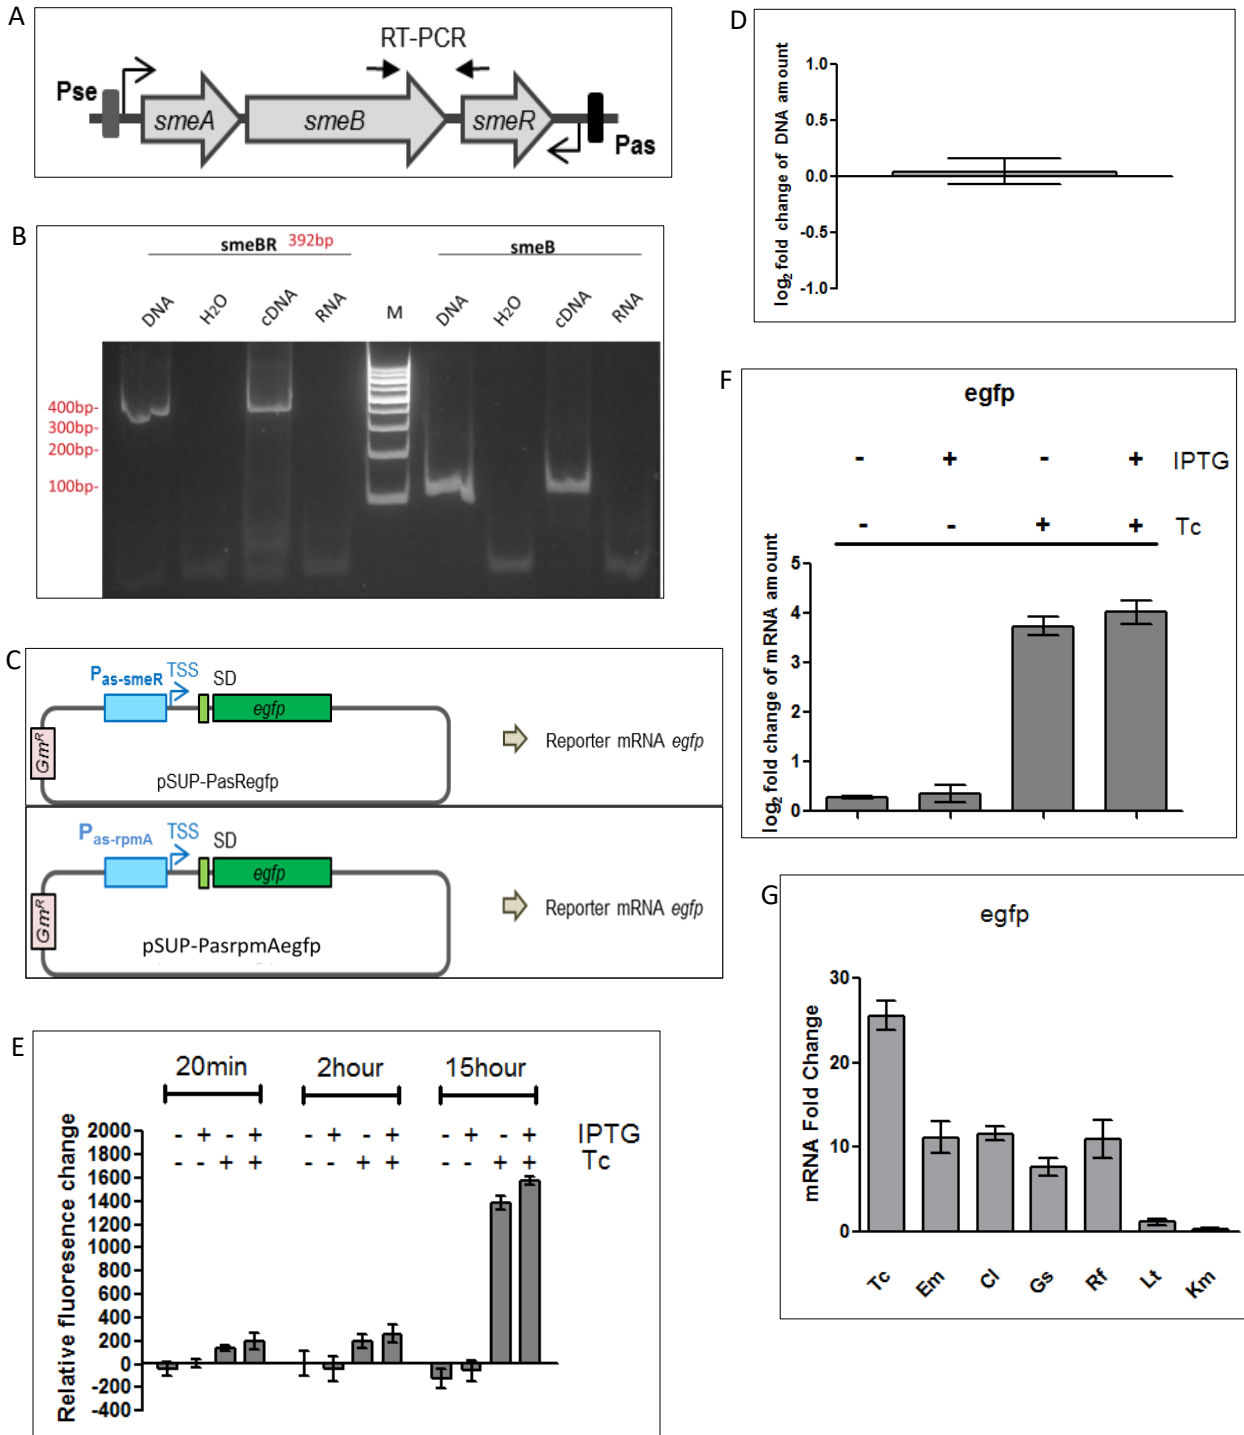 A
RT-PCR
Pse
smeA
smeB
smeR
Pas
B
smeBR 392bp
smeB
DNA
H2O
cDNA
RNA
M
DNA
H2O
cDNA
RNA
400bp-
300bp-
200bp-
100bp-
C
Pas-smeR TSS
SD
egfp
GmR
pSUP-PasRegfp
Reporter mRNA egfp
Pas-rpmA TSS
SD
egfp
GmR
pSUP-PasrpmAegfp
Reporter mRNA egfp
D
log2 fold change of DNA amount
1.0
0.5
0.0
-0.5
-1.0
E
20min 2hour 15hour
- + - + - + - + - + - + IPTG
- - + + - - + + - - + + Tc
Relative fluoresence change
2000
1800
1600
1400
1200
1000
800
600
400
200
0
-200
-400
F
egfp
- + - + IPTG
- - + + Tc
log2 fold change of mRNA amount
5
4
3
2
1
0
G
egfp
mRNA Fold Change
30
20
10
0
Tc Em Cl Gs Rf Lt Km